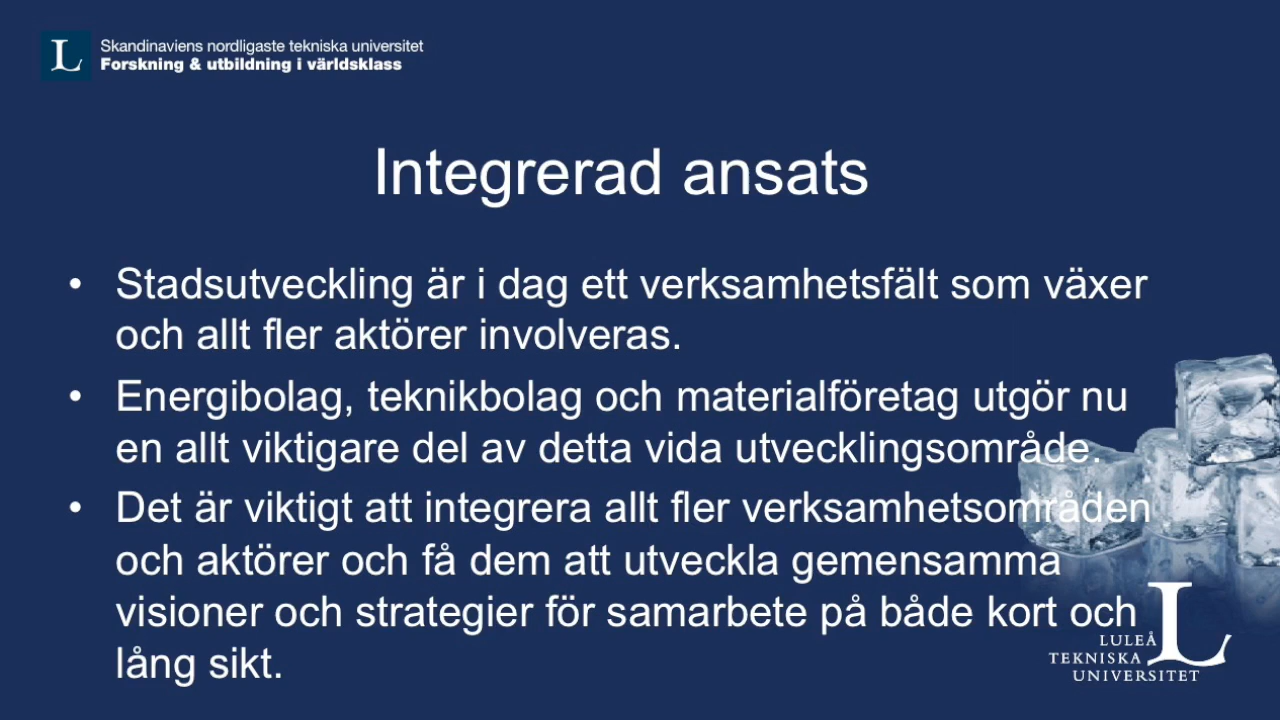 L
Skandinaviens nordligaste tekniska universitet
Forskning & utbildning i världsklass
Integrerad ansats
• Stadsutveckling är i dag ett verksamhetsfält som växer
och allt fler aktörer involveras.
• Energibolag, teknikbolag och materialföretag utgör nu
en allt viktigare del av detta vida utvecklingsområde.
• Det är viktigt att integrera allt fler verksamhetsområden
och aktörer och få dem att utveckla gemensamma
visioner och strategier för samarbete på både kort och
lång sikt.
L
LULEÅ
TEKNISKA
UNIVERSITET